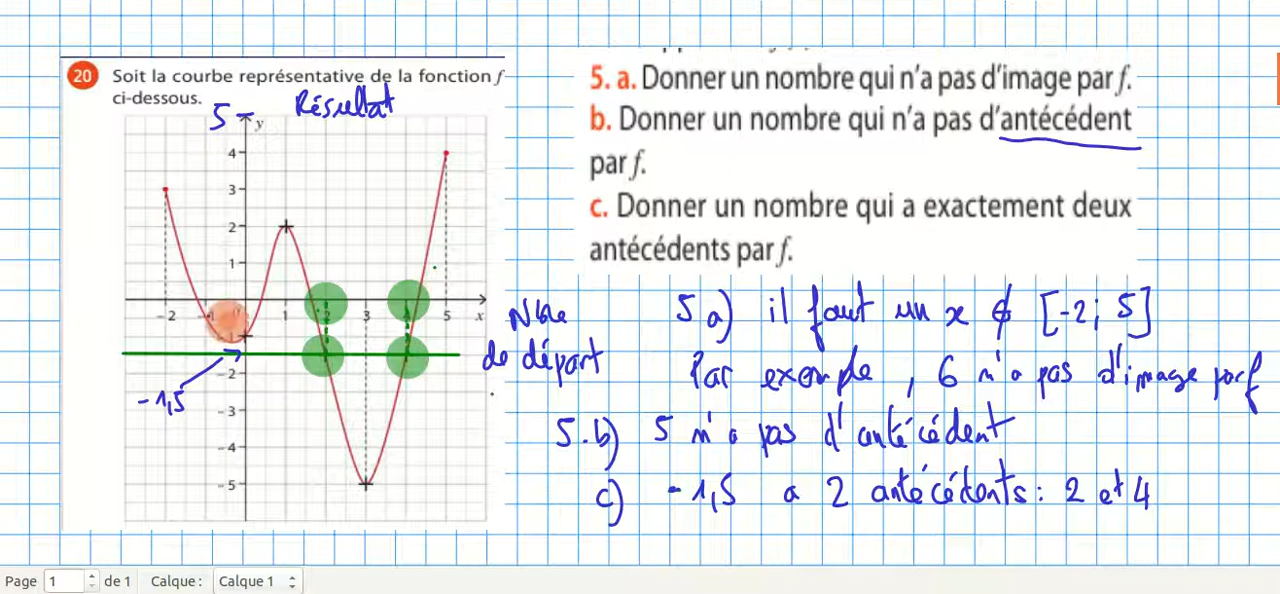 20 Soit la courbe représentative de la fonction f
ci-dessous.
Résultat
5
y
4
3
2
1
-2 -1 0 1 2 3 4 5 x
-1
-2
-3
-4
-5
-1,5
Nbre
de départ
5. a. Donner un nombre qui n'a pas d'image par f.
b. Donner un nombre qui n'a pas d'antécédent
par f.
c. Donner un nombre qui a exactement deux
antécédents par f.
5 a) il faut un x ∉ [-2; 5]
Par exemple, 6 n'a pas d'image par f
5.b) 5 n'a pas d'antécédent
c) -1,5 a 2 antécédents : 2 et 4
Page 1 de 1 Calque : Calque 1